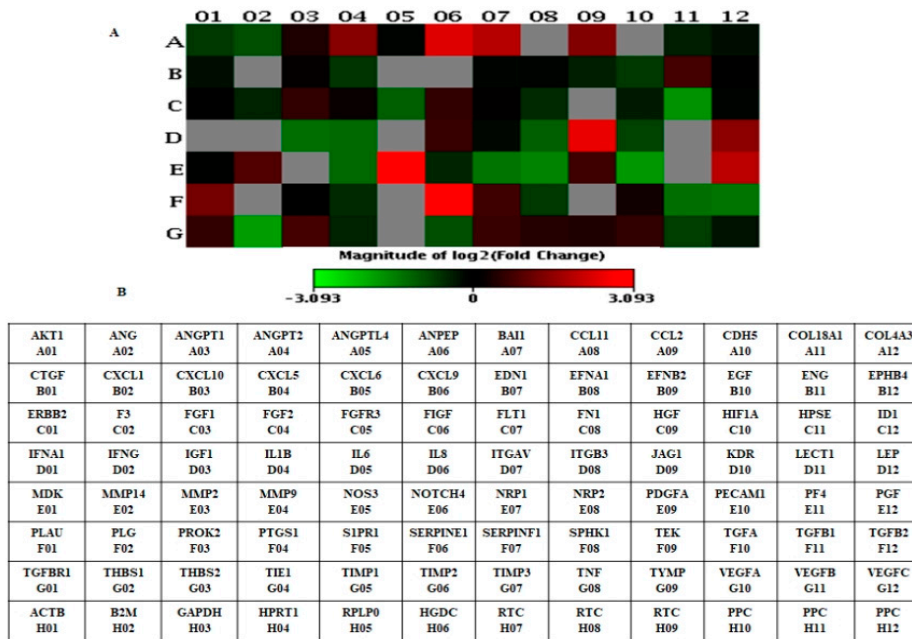 A
01 02 03 04 05 06 07 08 09 10 11 12
A
B
C
D
E
F
G
Magnitude of log2(Fold Change)
-3.093 0 3.093
B
AKT1 ANG ANGPT1 ANGPT2 ANGPTL4 ANPEP BAI1 CCL11 CCL2 CDH5 COL18A1 COL4A3
A01 A02 A03 A04 A05 A06 A07 A08 A09 A10 A11 A12
CTGF CXCL1 CXCL10 CXCL5 CXCL6 CXCL9 EDN1 EFNA1 EFNB2 EGF ENG EPHB4
B01 B02 B03 B04 B05 B06 B07 B08 B09 B10 B11 B12
ERBB2 F3 FGF1 FGF2 FGFR3 FIGF FLT1 FN1 HGF HIF1A HPSE ID1
C01 C02 C03 C04 C05 C06 C07 C08 C09 C10 C11 C12
IFNA1 IFNG IGF1 IL1B IL6 IL8 ITGAV ITGB3 JAG1 KDR LECT1 LEP
D01 D02 D03 D04 D05 D06 D07 D08 D09 D10 D11 D12
MDK MMP14 MMP2 MMP9 NOS3 NOTCH4 NRP1 NRP2 PDGFA PECAM1 PF4 PGF
E01 E02 E03 E04 E05 E06 E07 E08 E09 E10 E11 E12
PLAU PLG PROK2 PTGS1 S1PR1 SERPINE1 SERPINF1 SPHK1 TEK TGFA TGFB1 TGFB2
F01 F02 F03 F04 F05 F06 F07 F08 F09 F10 F11 F12
TGFBR1 THBS1 THBS2 TIE1 TIMP1 TIMP2 TIMP3 TNF TYMP VEGFA VEGFB VEGFC
G01 G02 G03 G04 G05 G06 G07 G08 G09 G10 G11 G12
ACTB B2M GAPDH HPRT1 RPLP0 HGDC RTC RTC RTC PPC PPC PPC
H01 H02 H03 H04 H05 H06 H07 H08 H09 H10 H11 H12